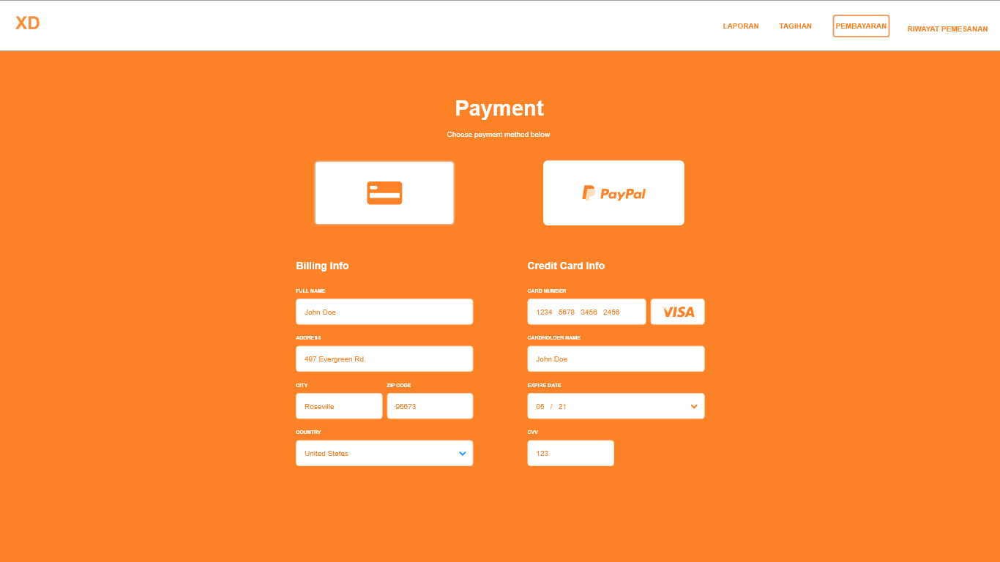 XD
LAPORAN TAGIHAN PEMBAYARAN RIWAYAT PEMESANAN
Payment
Choose payment method below
PayPal
Billing Info
FULL NAME
John Doe
ADDRESS
497 Evergreen Rd.
CITY ZIP CODE
Roseville 95673
COUNTRY
United States
Credit Card Info
CARD NUMBER
1234 5678 3456 2456 VISA
CARDHOLDER NAME
John Doe
EXPIRE DATE
05 / 21
CVV
123